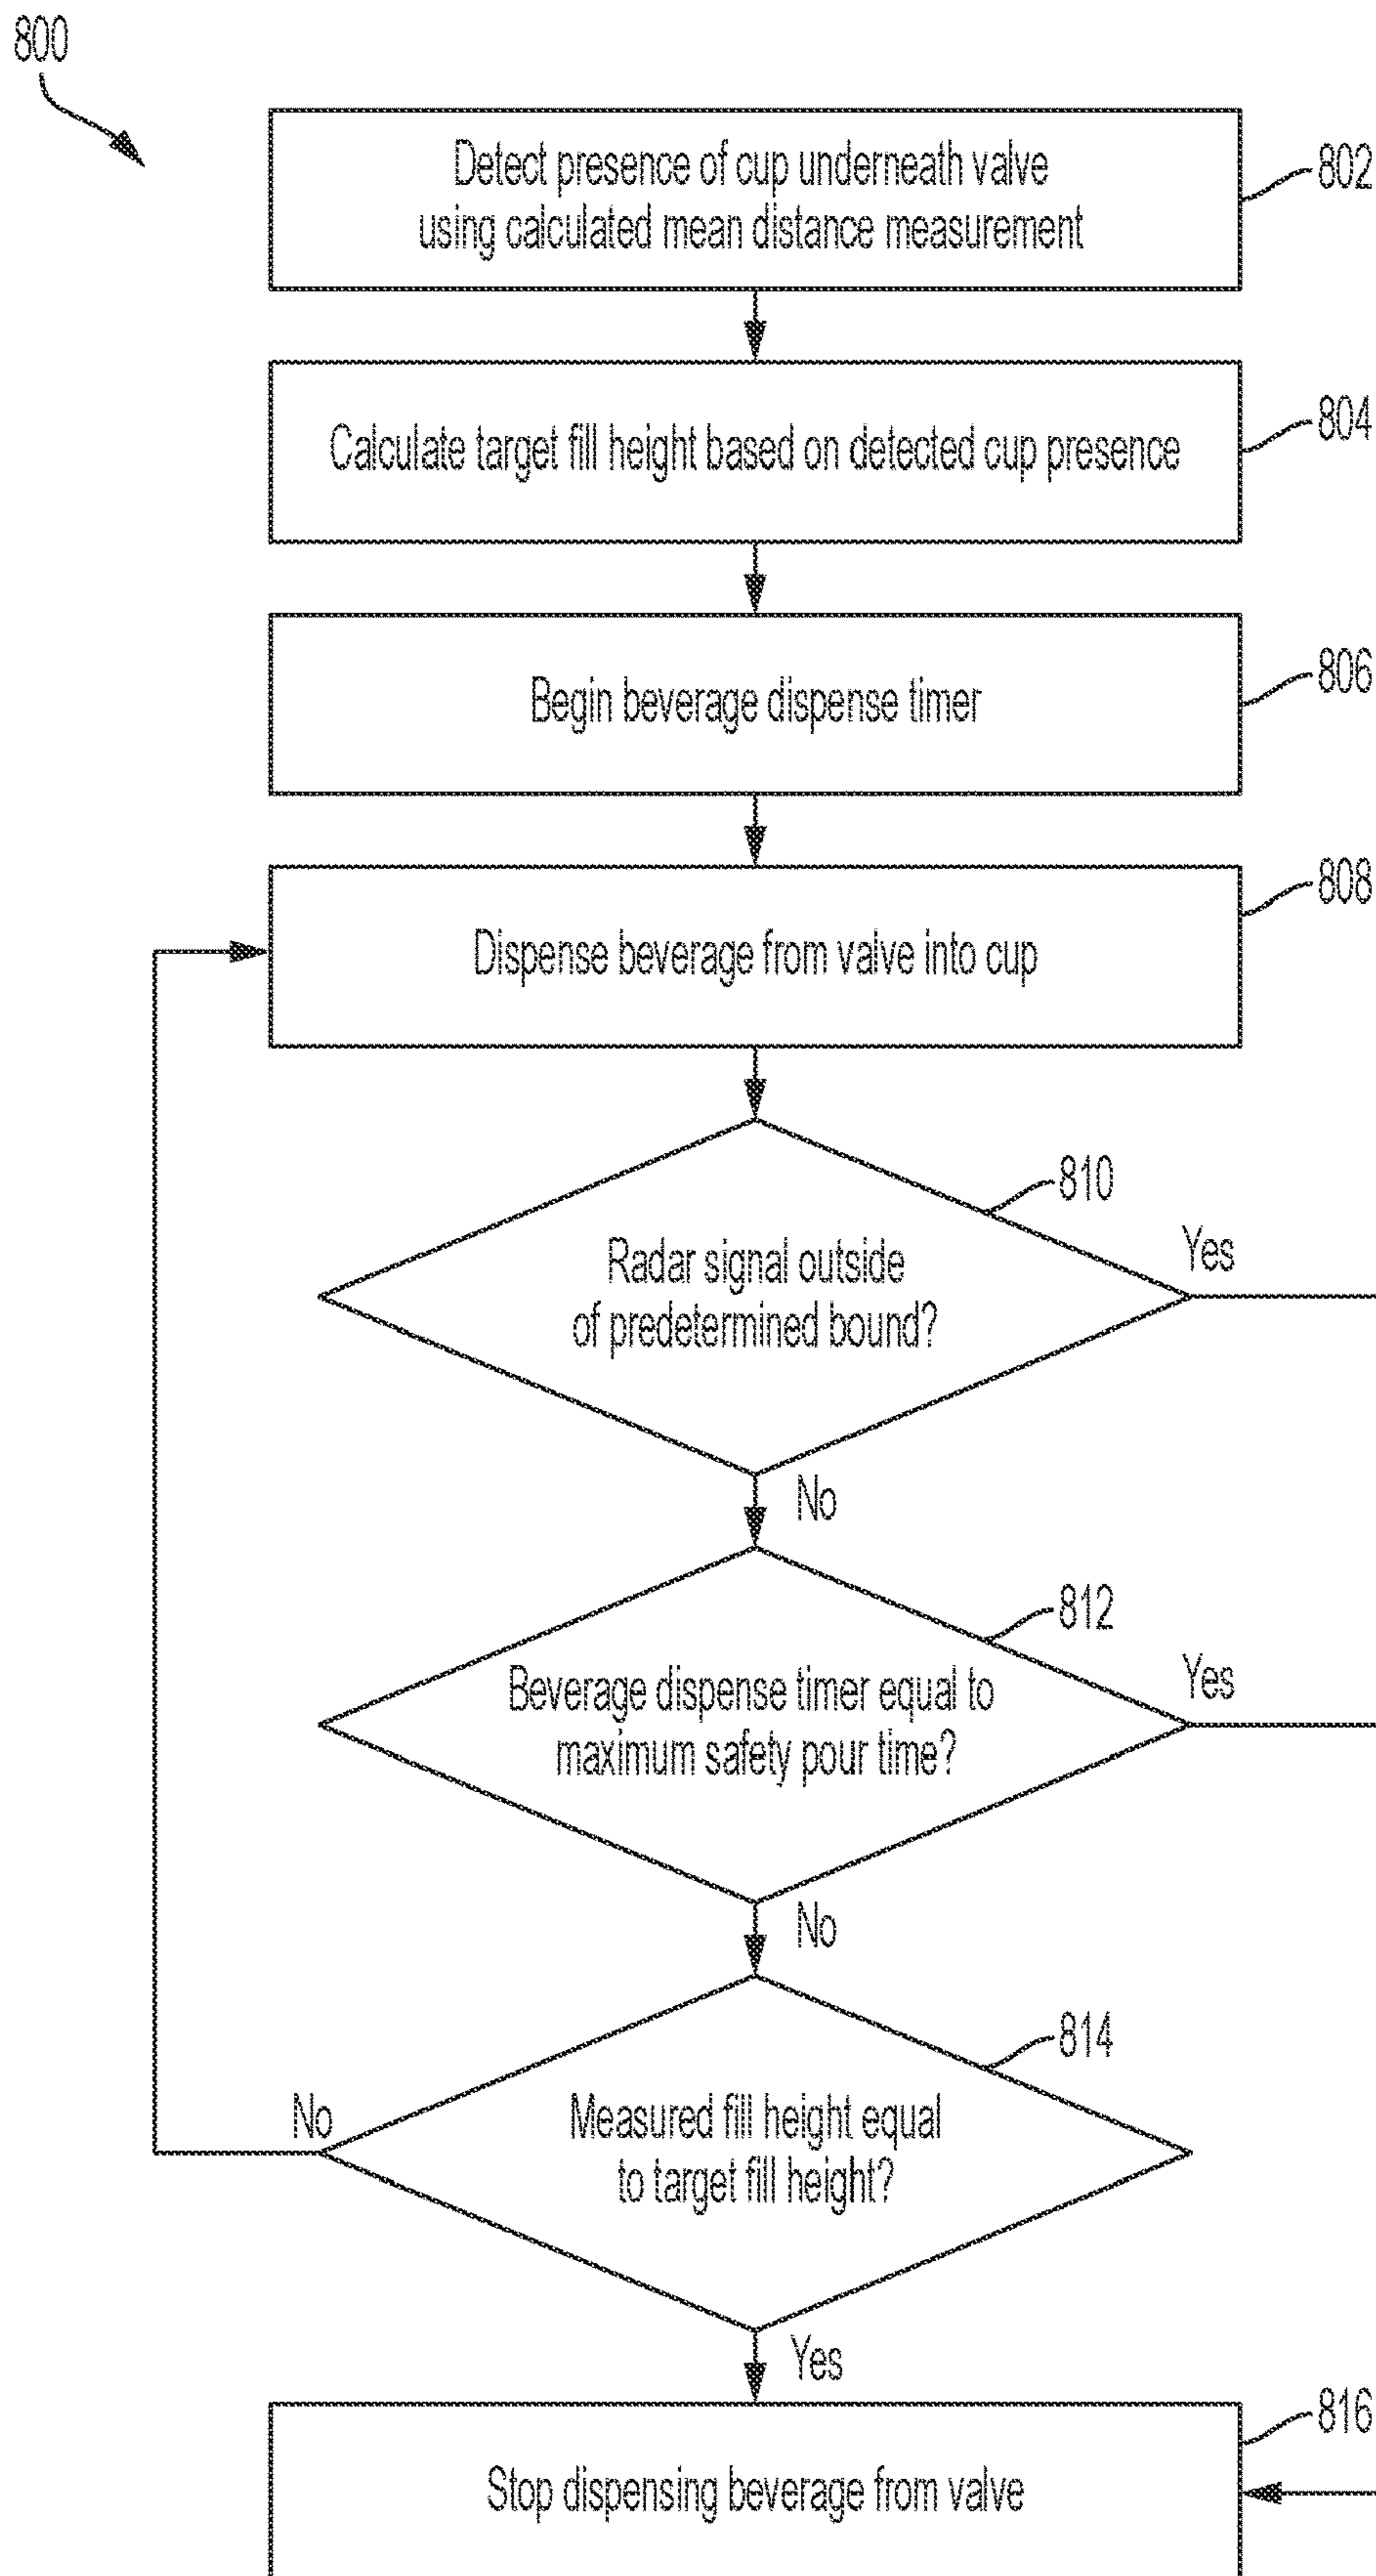 800
Detect presence of cup underneath valve
using calculated mean distance measurement
802
Calculate target fill height based on detected cup presence
804
Begin beverage dispense timer
806
Dispense beverage from valve into cup
808
Radar signal outside
of predetermined bound?
810
Yes
No
Beverage dispense timer equal to
maximum safety pour time?
812
Yes
No
Measured fill height equal
to target fill height?
814
No
Yes
Stop dispensing beverage from valve
816